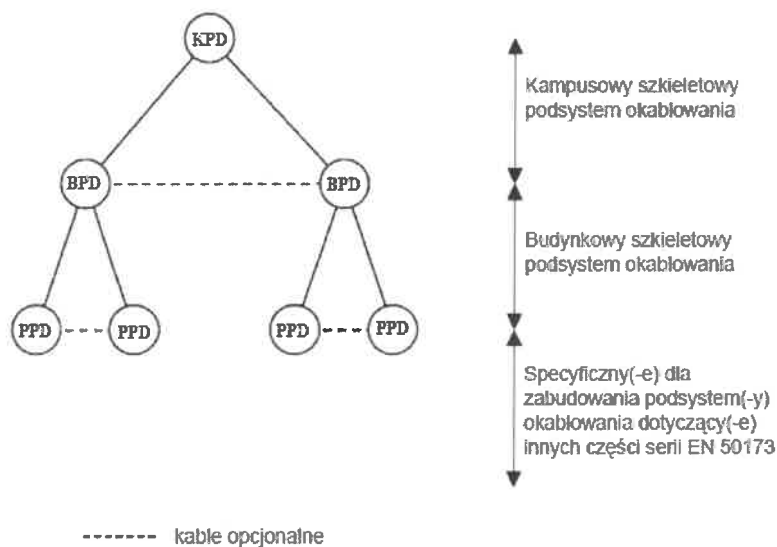 KPD
Kampusowy szkieletowy
podsystem okablowania
BPD
BPD
Budynkowy szkieletowy
podsystem okablowania
PPD
PPD
PPD
PPD
Specyficzny(-e) dla
zabudowania podsystem(-y)
okablowania dotyczący(-e)
innych części serii EN 50173
kable opcjonalne